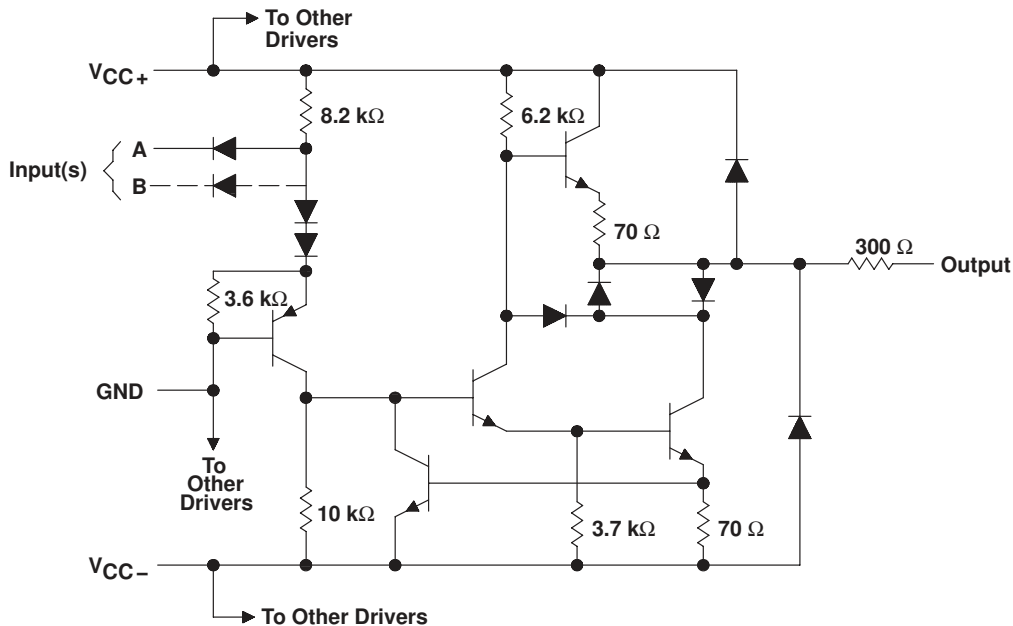 To Other
Drivers
VCC+
8.2 kΩ
6.2 kΩ
Input(s)
A
B
70 Ω
300 Ω
Output
3.6 kΩ
GND
To
Other
Drivers
10 kΩ
3.7 kΩ
70 Ω
VCC−
To Other Drivers